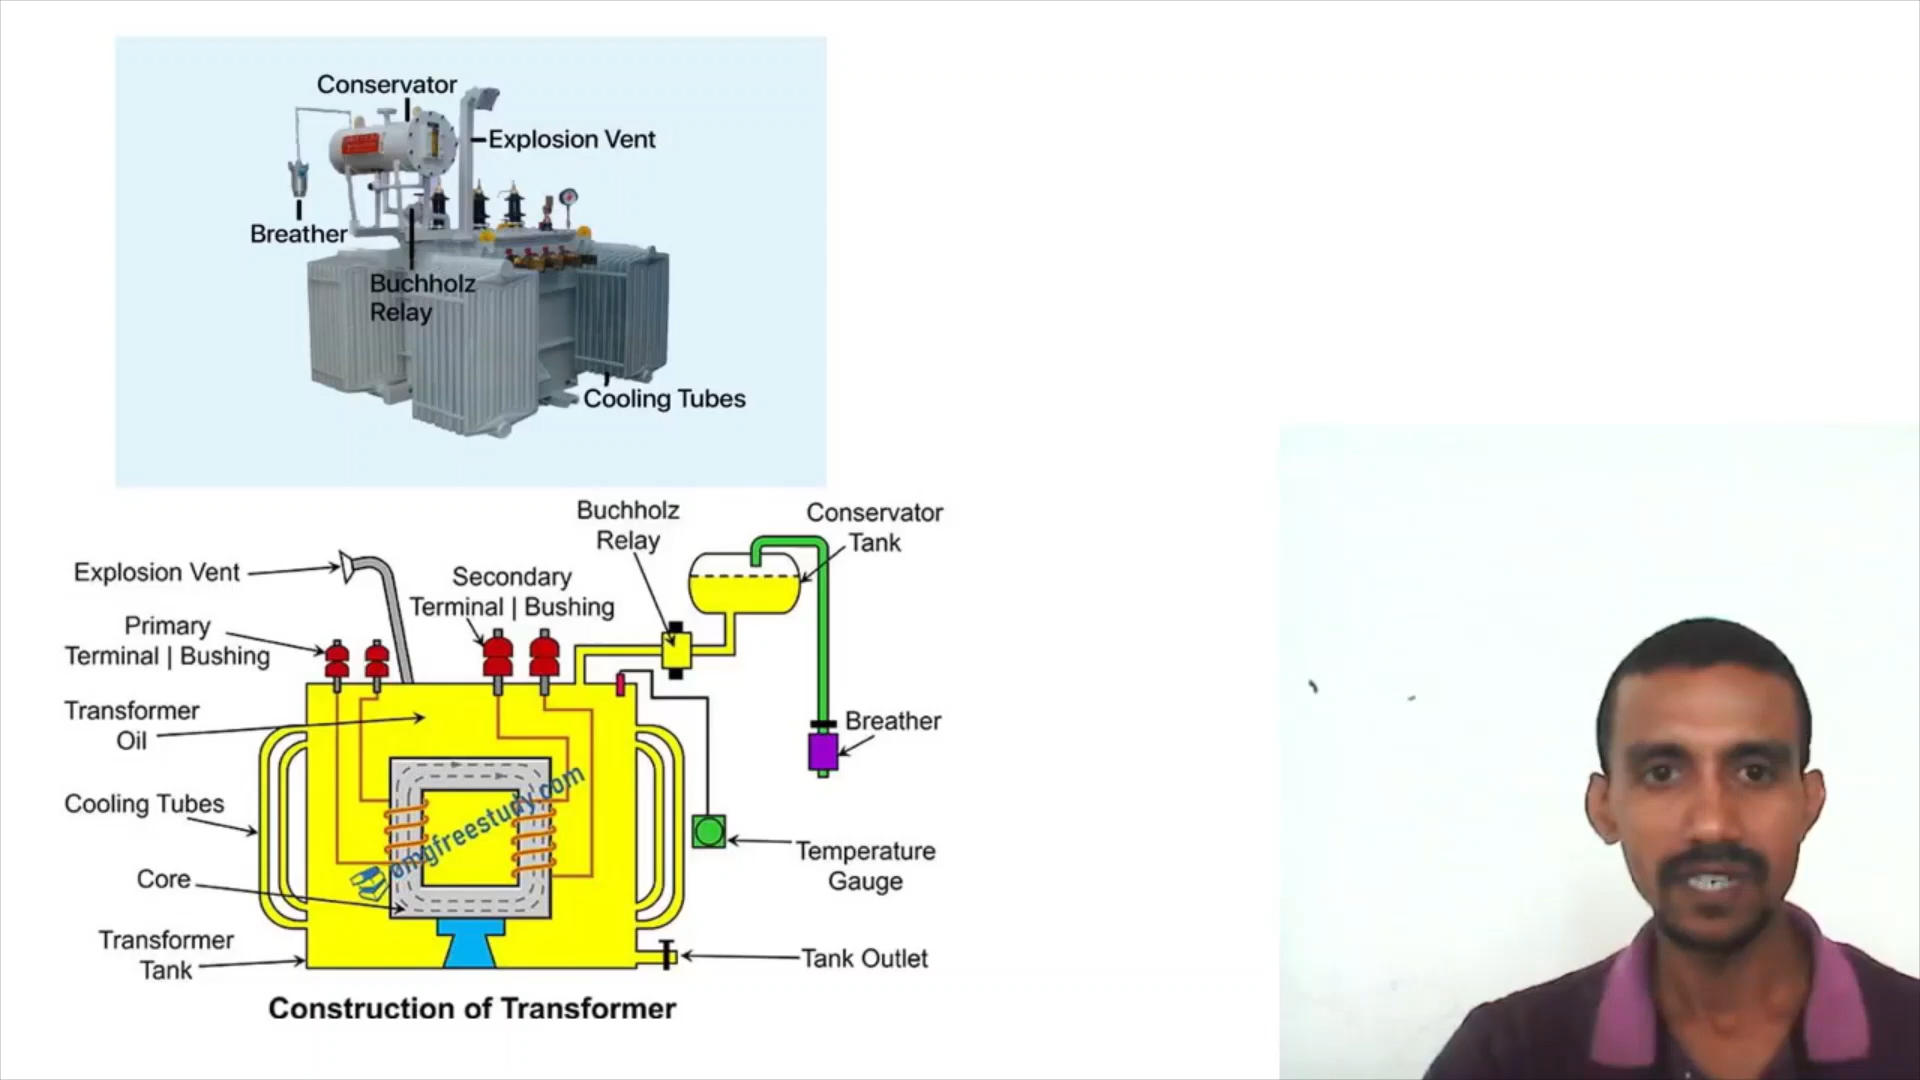 Conservator
Explosion Vent
Breather
Buchholz
Relay
Cooling Tubes
Buchholz
Relay
Conservator
Tank
Explosion Vent
Secondary
Terminal | Bushing
Primary
Terminal | Bushing
Transformer
Oil
Breather
Cooling Tubes
omgfreestudy.com
Temperature
Gauge
Core
Transformer
Tank
Tank Outlet
Construction of Transformer